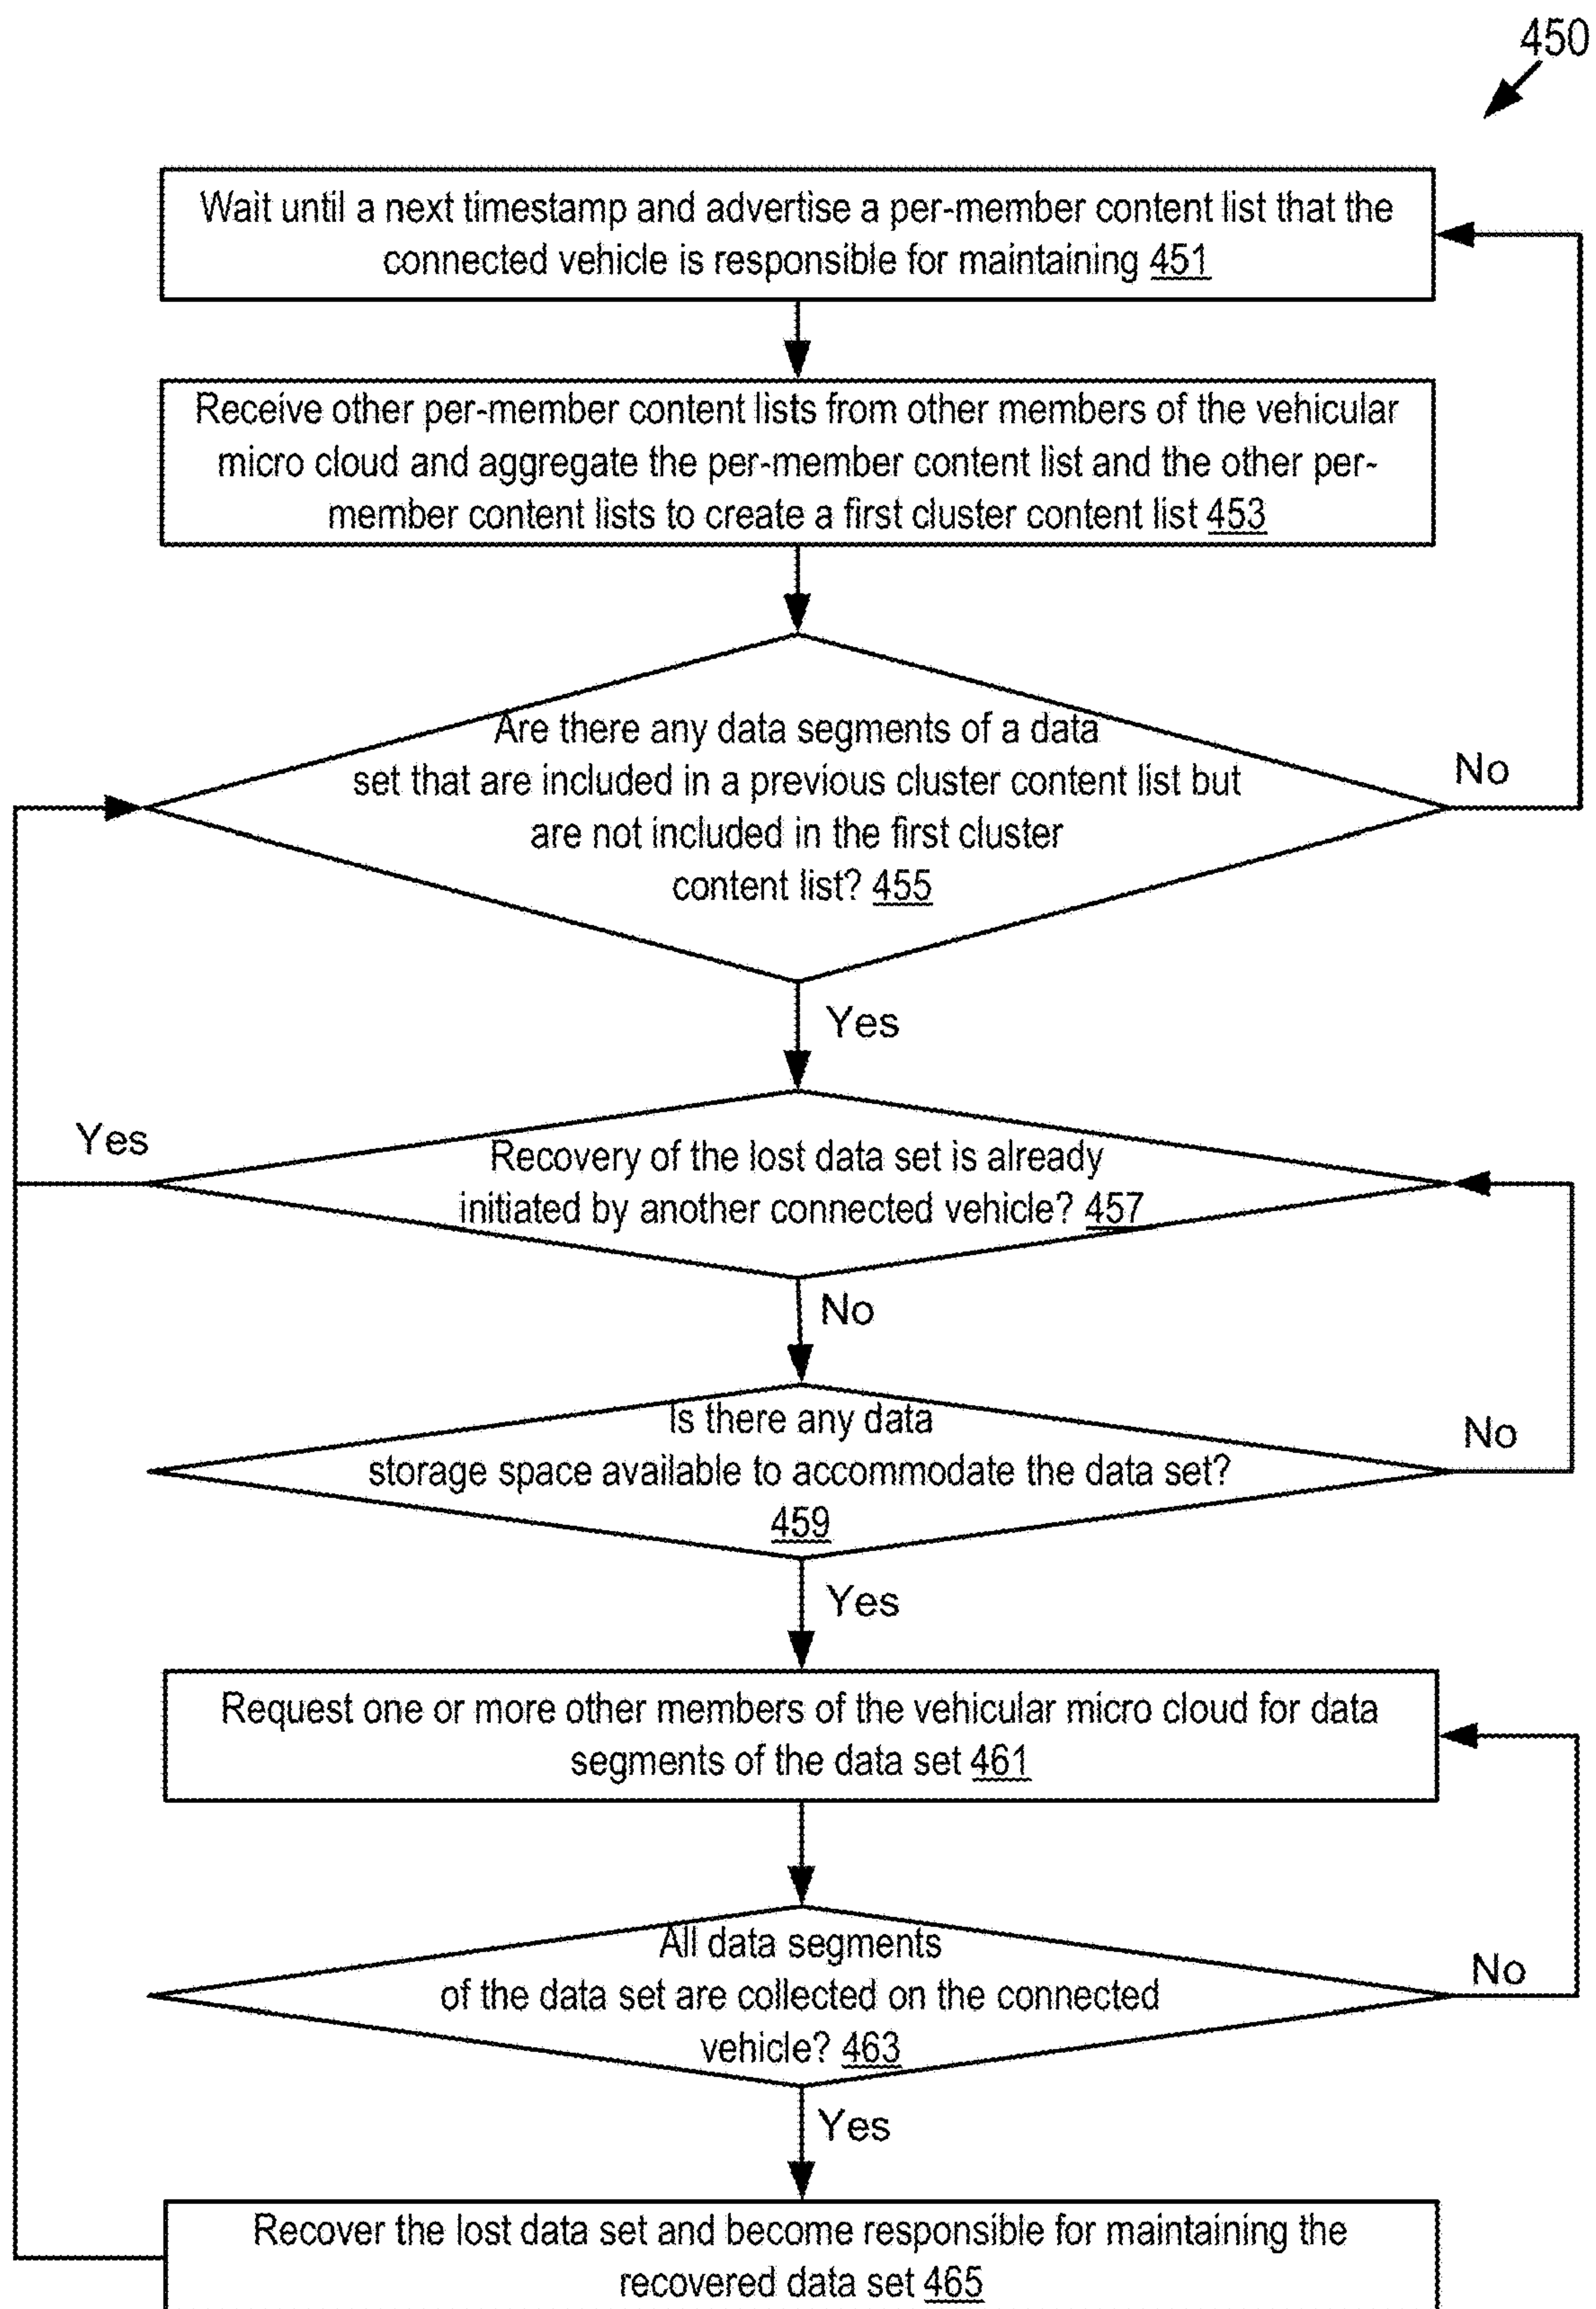 450
Wait until a next timestamp and advertise a per-member content list that the
connected vehicle is responsible for maintaining 451
Receive other per-member content lists from other members of the vehicular
micro cloud and aggregate the per-member content list and the other per-
member content lists to create a first cluster content list 453
Are there any data segments of a data
set that are included in a previous cluster content list but
are not included in the first cluster
content list? 455
No
Yes
Yes
Recovery of the lost data set is already
initiated by another connected vehicle? 457
No
Is there any data
storage space available to accommodate the data set?
459
No
Yes
Request one or more other members of the vehicular micro cloud for data
segments of the data set 461
All data segments
of the data set are collected on the connected
vehicle? 463
No
Yes
Recover the lost data set and become responsible for maintaining the
recovered data set 465